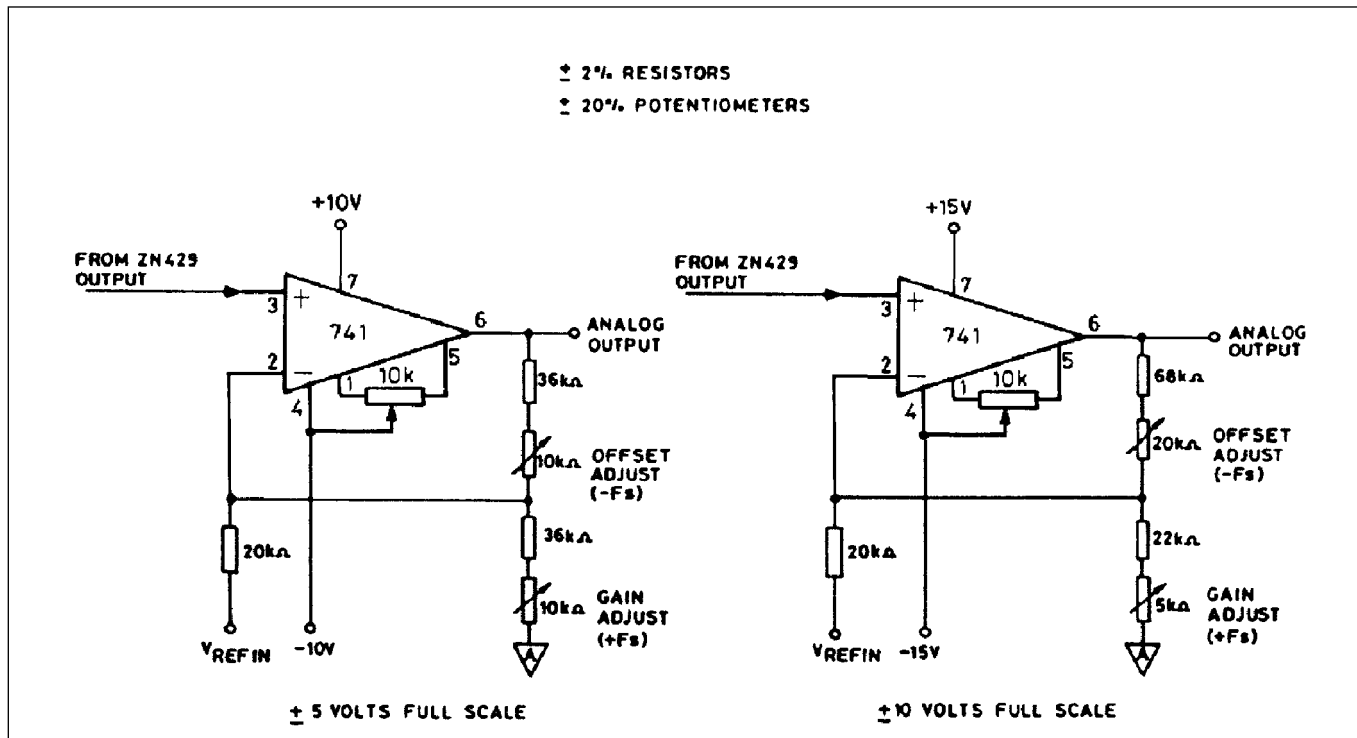 ± 2% RESISTORS
± 20% POTENTIOMETERS
+10V
FROM ZN429
OUTPUT
7
3
+
741
6
ANALOG
OUTPUT
2
−
5
1
10k
4
36kΩ
10kΩ
OFFSET
ADJUST
(-Fs)
20kΩ
36kΩ
10kΩ
GAIN
ADJUST
(+Fs)
VREFIN
-10V
A
± 5 VOLTS FULL SCALE
+15V
FROM ZN429
OUTPUT
7
3
+
741
6
ANALOG
OUTPUT
2
−
5
1
10k
4
68kΩ
20kΩ
OFFSET
ADJUST
(-Fs)
20kΩ
22kΩ
5kΩ
GAIN
ADJUST
(+Fs)
VREFIN
-15V
A
±10 VOLTS FULL SCALE